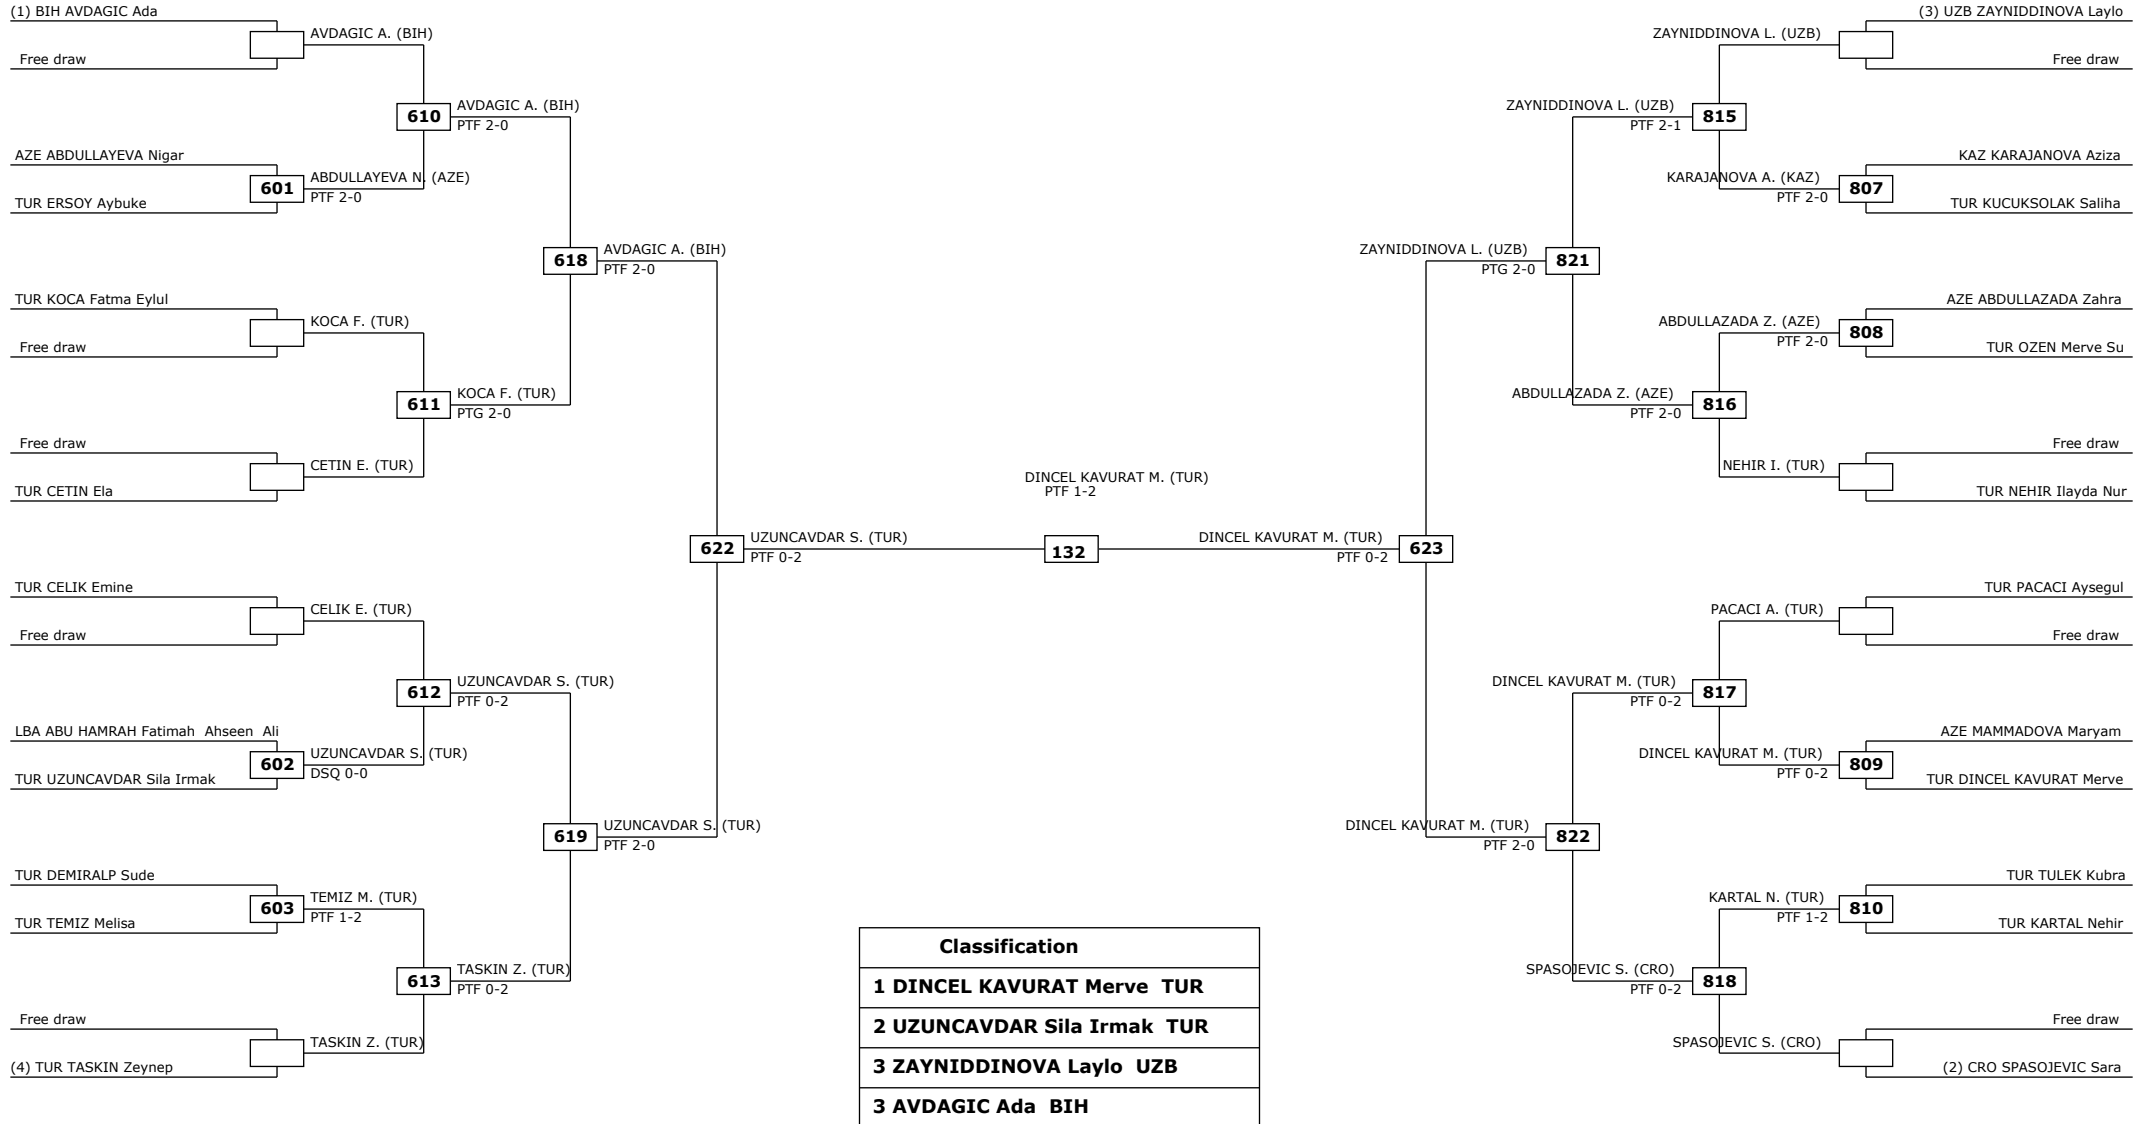 (1) BIH AVDAGIC Ada
Free draw
AVDAGIC A. (BIH)
610
AVDAGIC A. (BIH)
PTF 2-0
AZE ABDULLAYEVA Nigar
TUR ERSOY Aybuke
601
ABDULLAYEVA N. (AZE)
PTF 2-0
618
AVDAGIC A. (BIH)
PTF 2-0
TUR KOCA Fatma Eylul
Free draw
KOCA F. (TUR)
611
KOCA F. (TUR)
PTG 2-0
Free draw
TUR CETIN Ela
CETIN E. (TUR)
622
UZUNCAVDAR S. (TUR)
PTF 0-2
TUR CELIK Emine
Free draw
CELIK E. (TUR)
612
UZUNCAVDAR S. (TUR)
PTF 0-2
LBA ABU HAMRAH Fatimah  Ahseen  Ali
TUR UZUNCAVDAR Sila Irmak
602
UZUNCAVDAR S. (TUR)
DSQ 0-0
619
UZUNCAVDAR S. (TUR)
PTF 2-0
TUR DEMIRALP Sude
TUR TEMIZ Melisa
603
TEMIZ M. (TUR)
PTF 1-2
613
TASKIN Z. (TUR)
PTF 0-2
Free draw
(4) TUR TASKIN Zeynep
TASKIN Z. (TUR)
DINCEL KAVURAT M. (TUR)
PTF 1-2
132
(3) UZB ZAYNIDDINOVA Laylo
Free draw
ZAYNIDDINOVA L. (UZB)
ZAYNIDDINOVA L. (UZB)
PTF 2-1
815
KAZ KARAJANOVA Aziza
TUR KUCUKSOLAK Saliha
KARAJANOVA A. (KAZ)
PTF 2-0
807
ZAYNIDDINOVA L. (UZB)
PTG 2-0
821
AZE ABDULLAZADA Zahra
TUR OZEN Merve Su
ABDULLAZADA Z. (AZE)
PTF 2-0
808
ABDULLAZADA Z. (AZE)
PTF 2-0
816
Free draw
TUR NEHIR Ilayda Nur
NEHIR I. (TUR)
DINCEL KAVURAT M. (TUR)
PTF 0-2
623
TUR PACACI Aysegul
Free draw
PACACI A. (TUR)
DINCEL KAVURAT M. (TUR)
PTF 0-2
817
AZE MAMMADOVA Maryam
TUR DINCEL KAVURAT Merve
DINCEL KAVURAT M. (TUR)
PTF 0-2
809
DINCEL KAVURAT M. (TUR)
PTF 2-0
822
TUR TULEK Kubra
TUR KARTAL Nehir
KARTAL N. (TUR)
PTF 1-2
810
SPASOJEVIC S. (CRO)
PTF 0-2
818
Free draw
(2) CRO SPASOJEVIC Sara
SPASOJEVIC S. (CRO)
Classification
1 DINCEL KAVURAT Merve  TUR
2 UZUNCAVDAR Sila Irmak  TUR
3 ZAYNIDDINOVA Laylo  UZB
3 AVDAGIC Ada  BIH